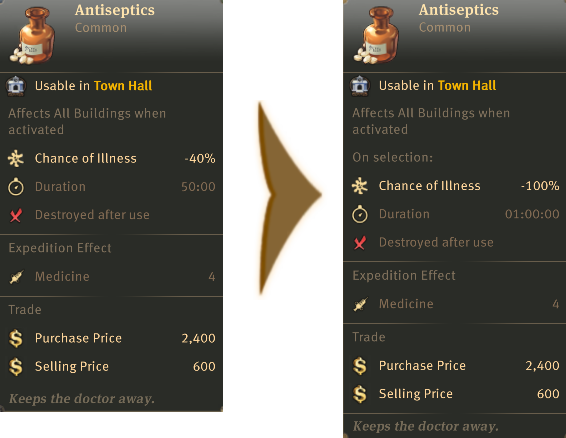 Antiseptics
Common
Usable in Town Hall
Affects All Buildings when
activated
Chance of Illness -40%
Duration 50:00
Destroyed after use
Expedition Effect
Medicine 4
Trade
Purchase Price 2,400
Selling Price 600
Keeps the doctor away.
Antiseptics
Common
Usable in Town Hall
Affects All Buildings when
activated
On selection:
Chance of Illness -100%
Duration 01:00:00
Destroyed after use
Expedition Effect
Medicine 4
Trade
Purchase Price 2,400
Selling Price 600
Keeps the doctor away.